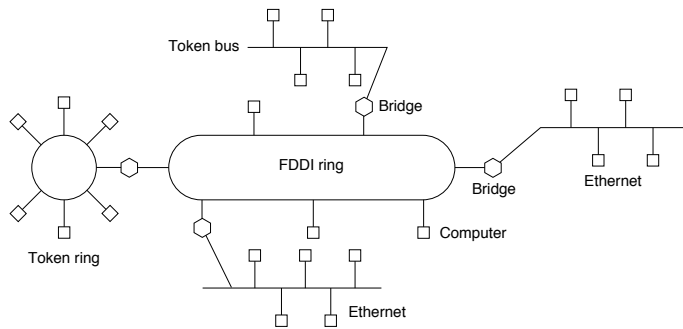 Token bus
Bridge
FDDI ring
Bridge
Ethernet
Computer
Token ring
Ethernet